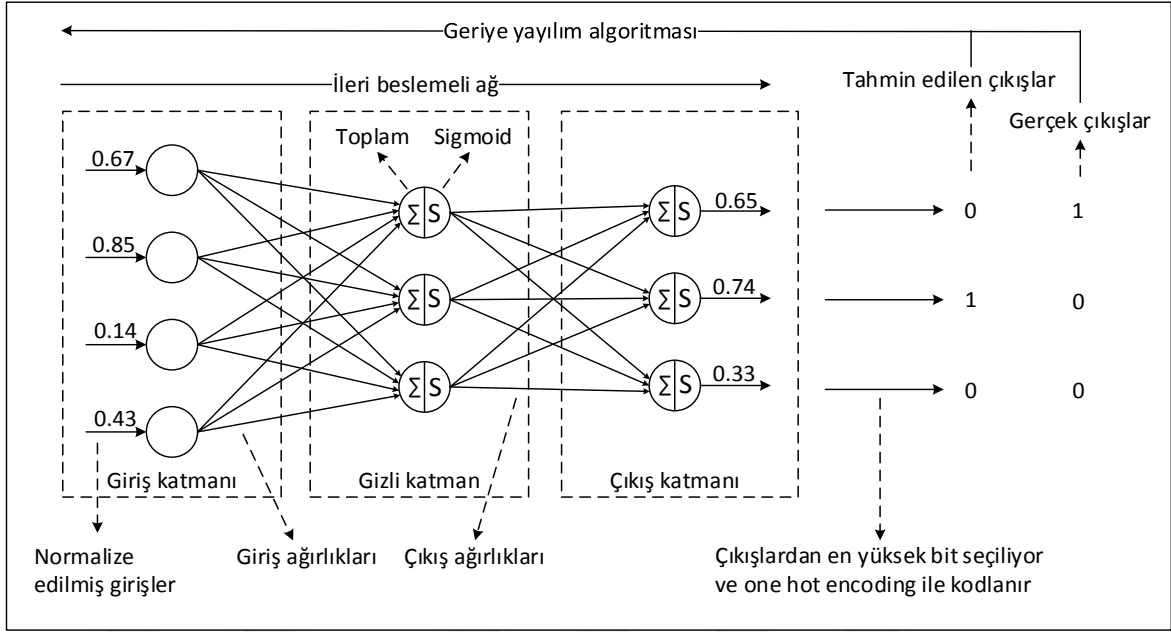 Geriye yayılım algoritması
İleri beslemeli ağ
Tahmin edilen çıkışlar
Gerçek çıkışlar
Toplam Sigmoid
0.67
0.85
0.14
0.43
Σ S
Σ S
Σ S
Σ S
Σ S
Σ S
0.65
0.74
0.33
0 1
1 0
0 0
Giriş katmanı
Gizli katman
Çıkış katmanı
Normalize
edilmiş girişler
Giriş ağırlıkları
Çıkış ağırlıkları
Çıkışlardan en yüksek bit seçiliyor
ve one hot encoding ile kodlanır